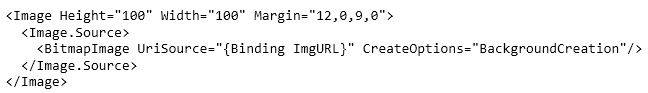 <Image Height="100" Width="100" Margin="12,0,9,0">
  <Image.Source>
    <BitmapImage UriSource="{Binding ImgURL}" CreateOptions="BackgroundCreation"/>
  </Image.Source>
</Image>